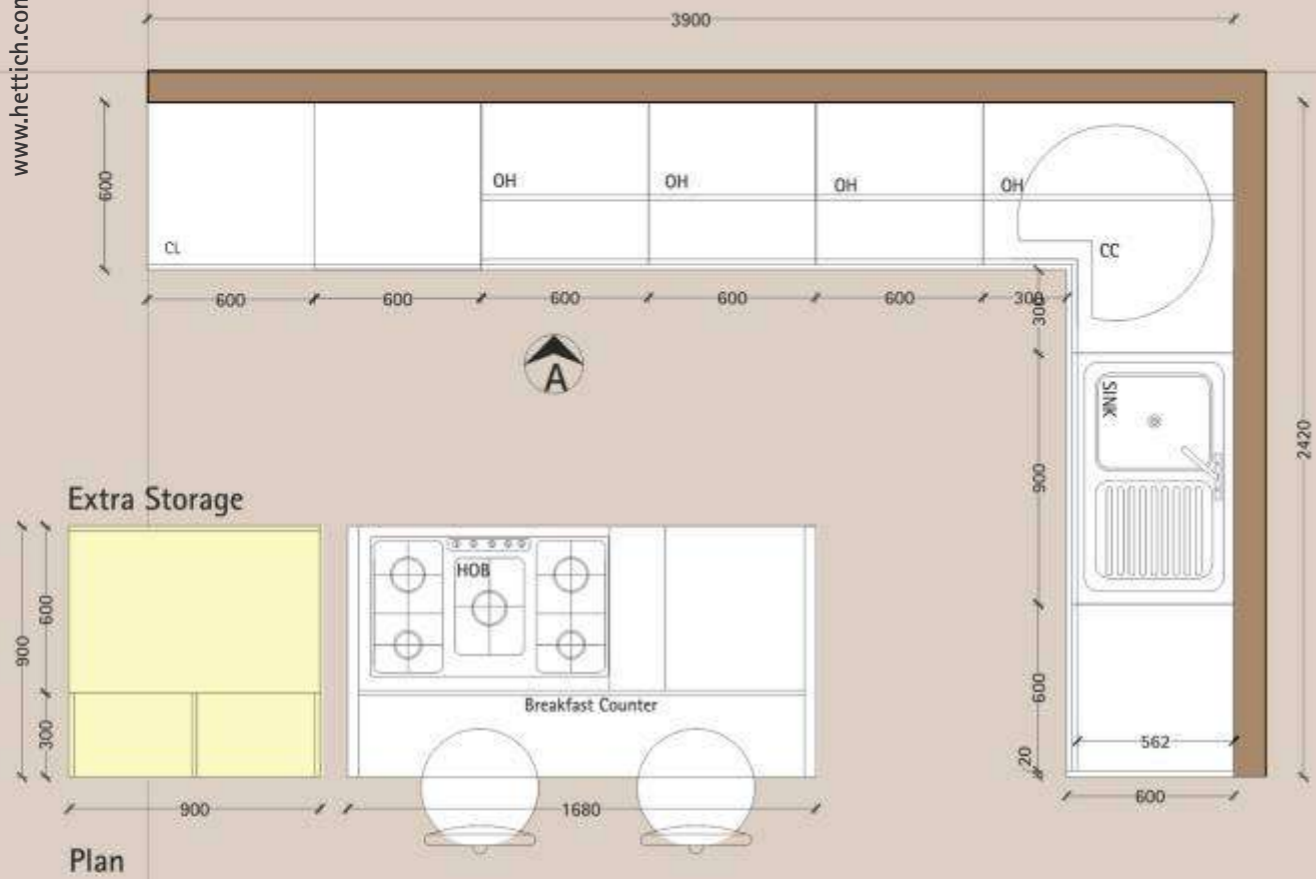 www.hettich.com
3900
600
OH OH OH OH
CL CC
600 600 600 600 600 300
300
A
SINK
2420
900
Extra Storage
HOB
900 600
600
Breakfast Counter
300
562
20
900 1680 600
Plan